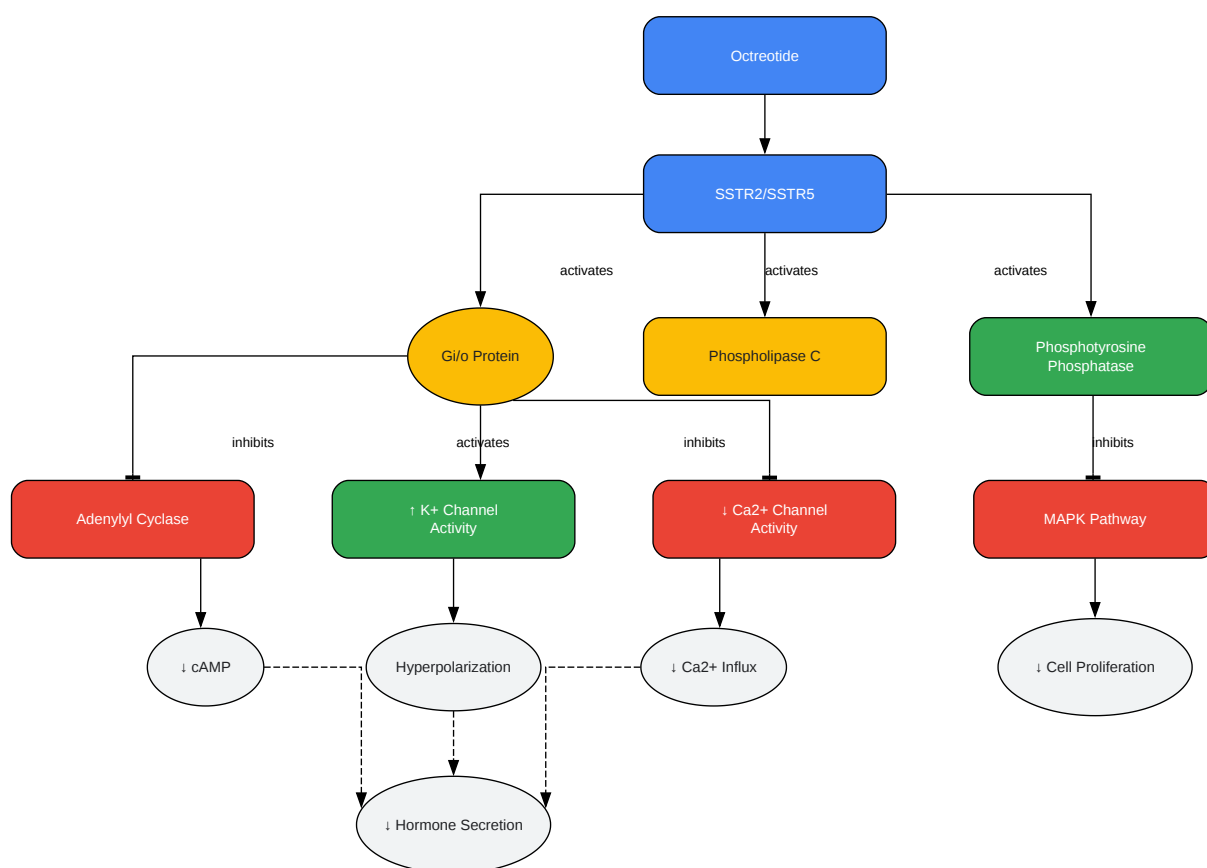 Octreotide
SSTR2/SSTR5
activates
activates
activates
Gi/o Protein
Phospholipase C
Phosphotyrosine
Phosphatase
inhibits
activates
inhibits
inhibits
Adenylyl Cyclase
↑ K+ Channel
Activity
↓ Ca2+ Channel
Activity
MAPK Pathway
↓ cAMP
Hyperpolarization
↓ Ca2+ Influx
↓ Cell Proliferation
↓ Hormone Secretion